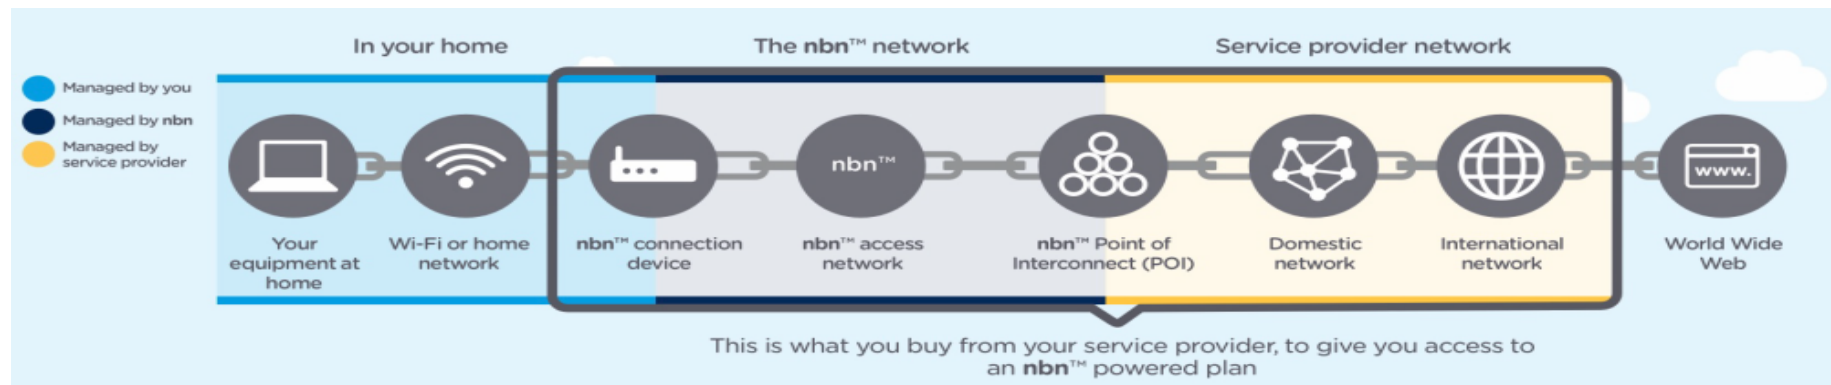 In your home
The nbn™ network
Service provider network
Managed by you
Managed by nbn
Managed by
service provider
nbn™
www.
Your
equipment at
home
Wi-Fi or home
network
nbn™ connection
device
nbn™ access
network
nbn™ Point of
Interconnect (POI)
Domestic
network
International
network
World Wide
Web
This is what you buy from your service provider, to give you access to
an nbn™ powered plan